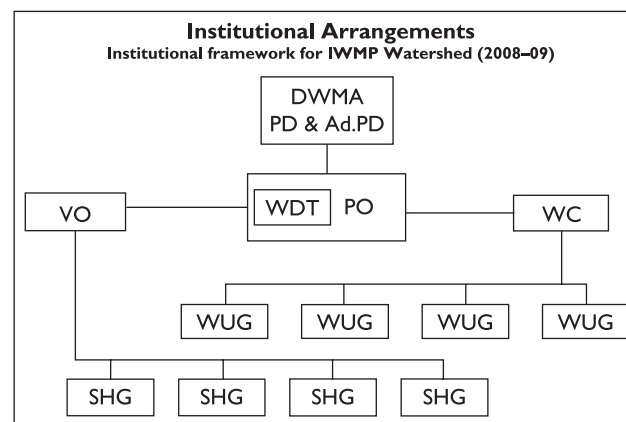 Institutional Arrangements
Institutional framework for IWMP Watershed (2008–09)
DWMA
PD & Ad.PD
VO
WDT
PO
WC
WUG
WUG
WUG
WUG
SHG
SHG
SHG
SHG